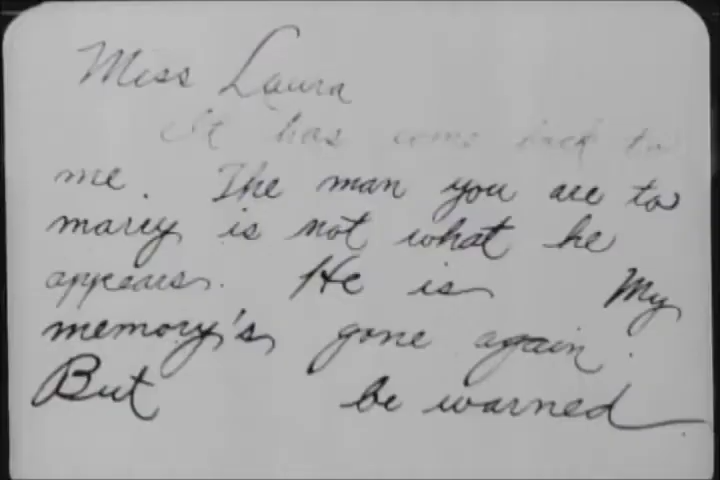 Miss Laura
It has come back to
me. The man you are to
marry is not what he
appears. He is My
memory's gone again.
But be warned